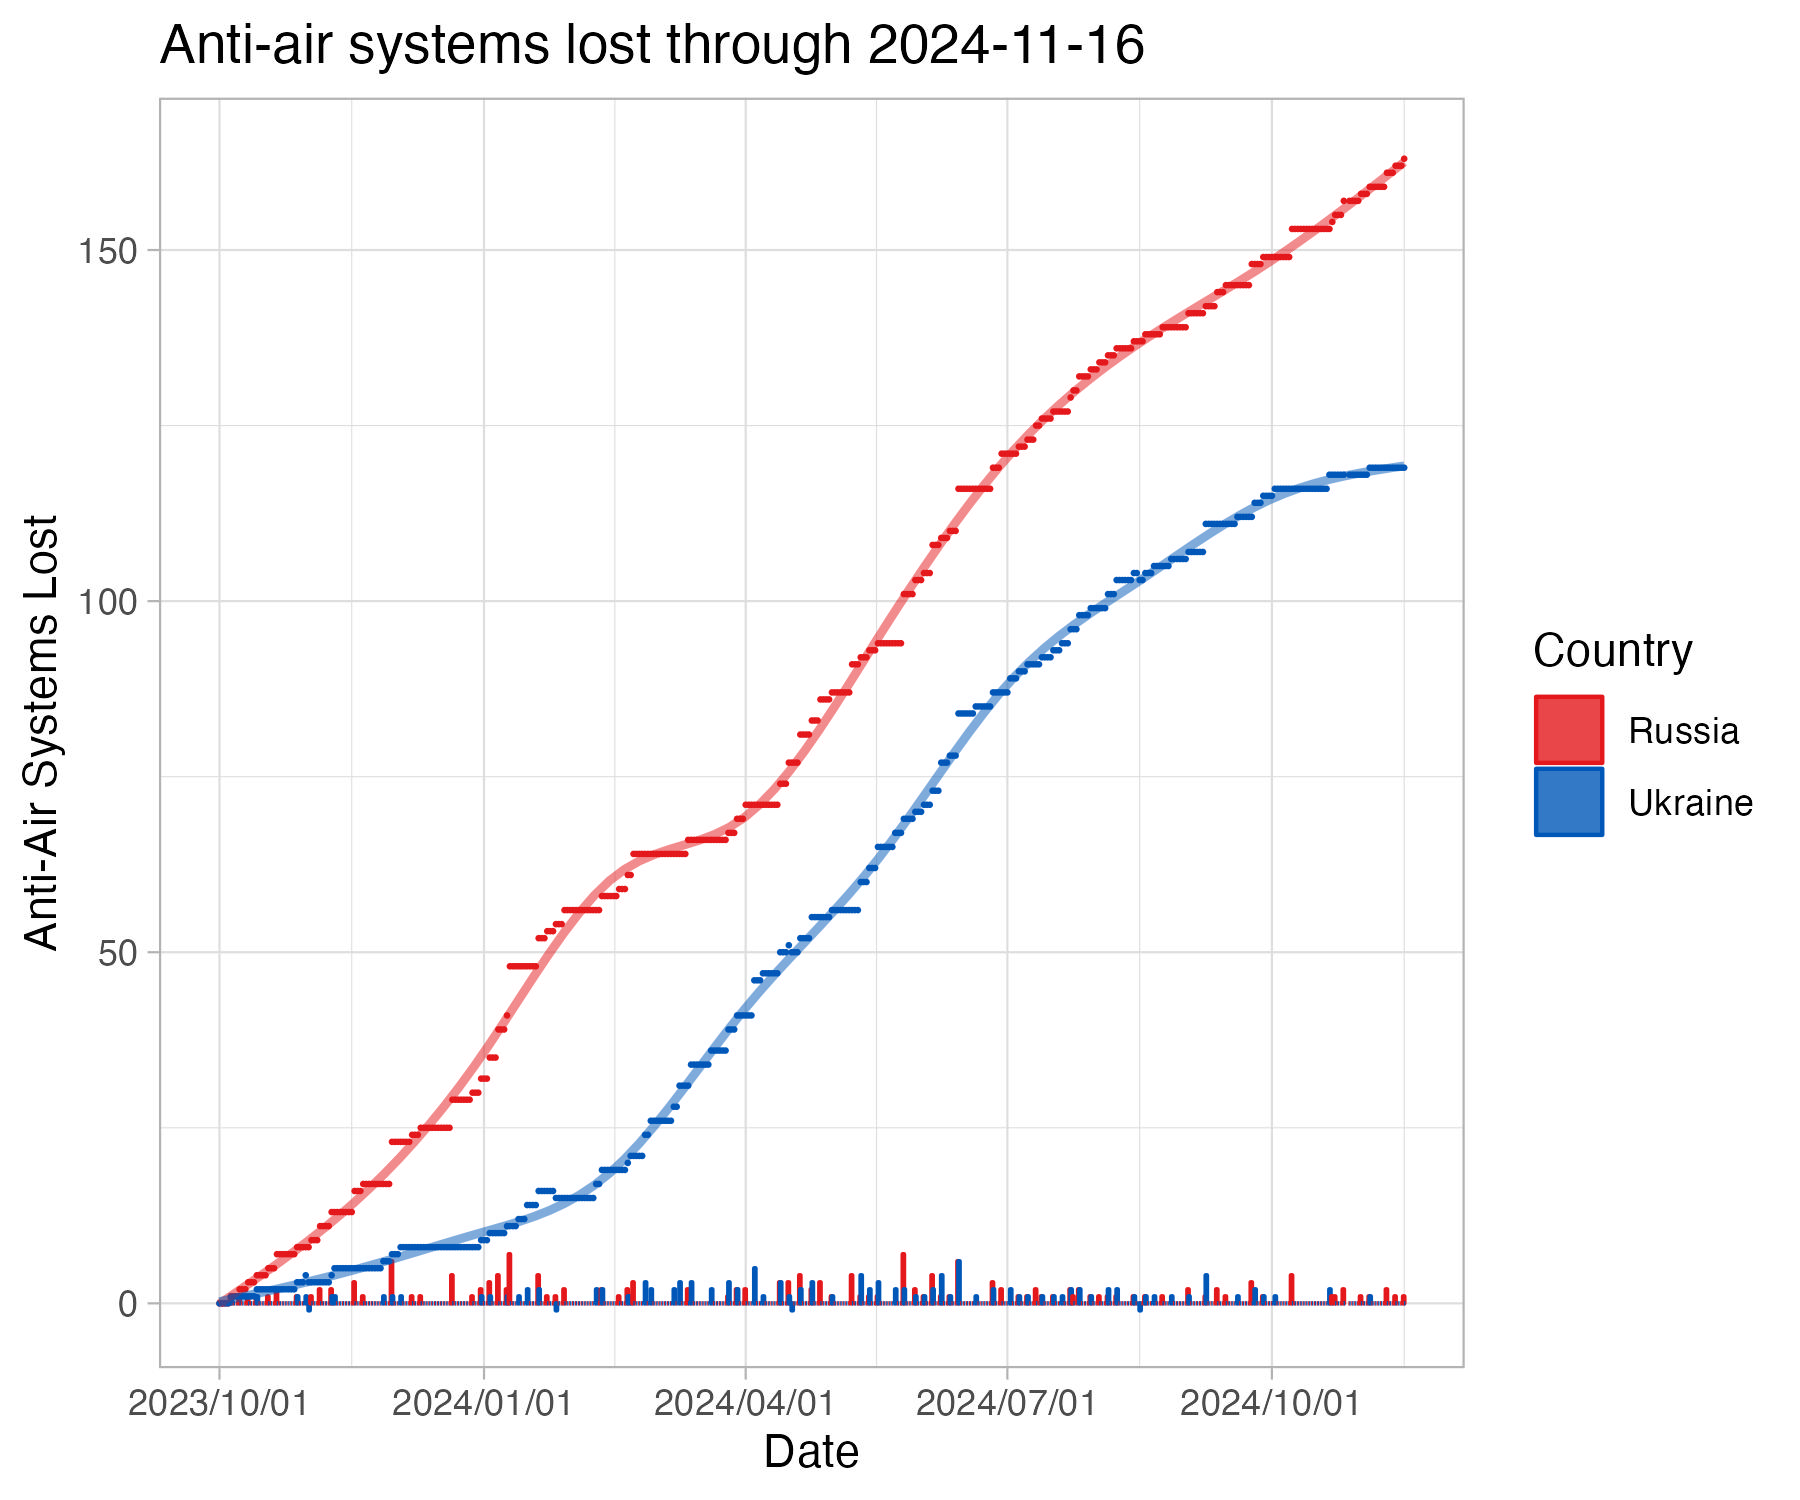 Anti-air systems lost through 2024-11-16
Anti-Air Systems Lost
150
100
50
0
2023/10/01
2024/01/01
2024/04/01
2024/07/01
2024/10/01
Date
Country
Russia
Ukraine